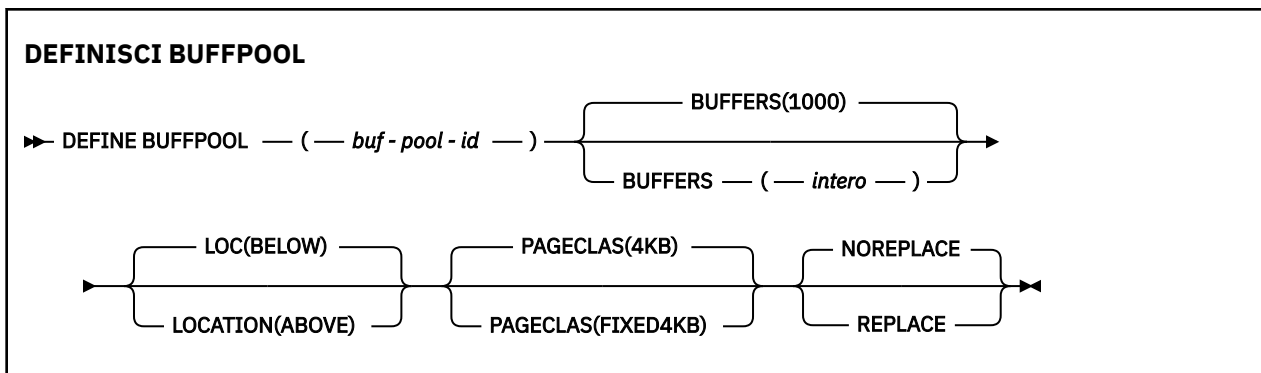 DEFINISCI BUFFPOOL
BUFFERS(1000)
DEFINE BUFFPOOL ( buf - pool - id )
BUFFERS ( intero )
LOC(BELOW) PAGECLAS(4KB) NOREPLACE
LOCATION(ABOVE) PAGECLAS(FIXED4KB) REPLACE